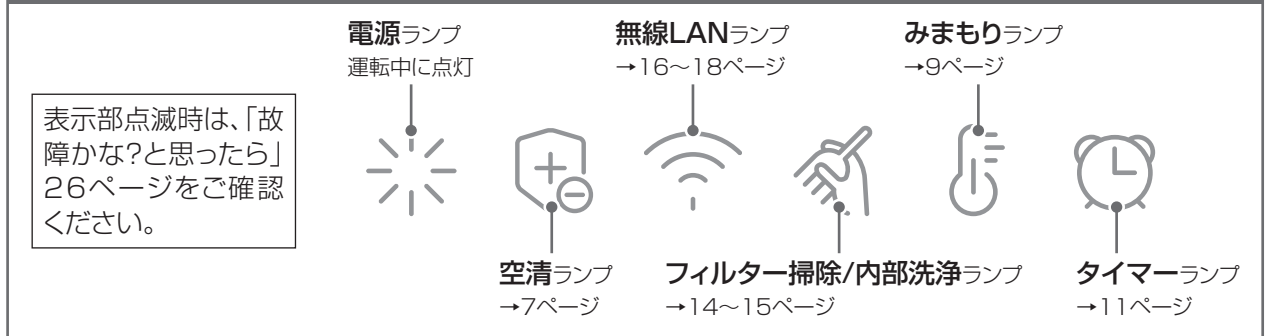 電源ランプ
運転中に点灯
無線LANランプ
→16～18ページ
みまもりランプ
→9ページ
表示部点滅時は、「故
障かな?と思ったら」
26ページをご確認
ください。
空清ランプ
→7ページ
フィルター掃除/内部洗浄ランプ
→14～15ページ
タイマーランプ
→11ページ